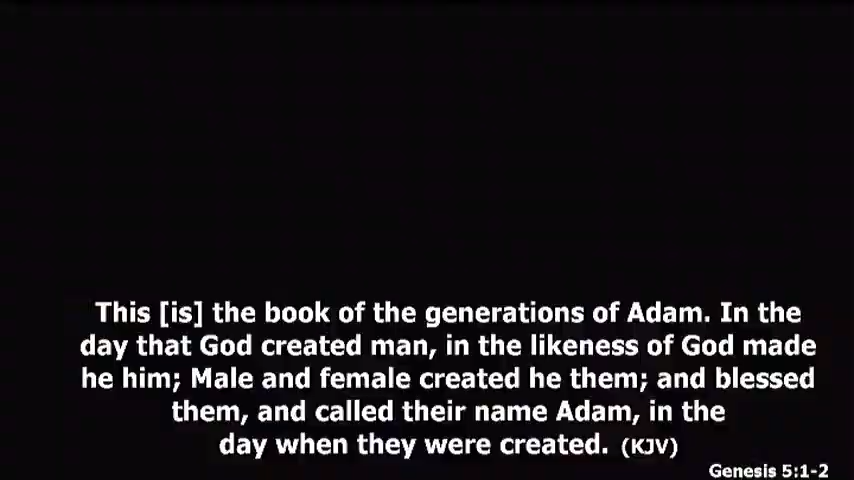 This [is] the book of the generations of Adam. In the
day that God created man, in the likeness of God made
he him; Male and female created he them; and blessed
them, and called their name Adam, in the
day when they were created. (KJV)
Genesis 5:1-2